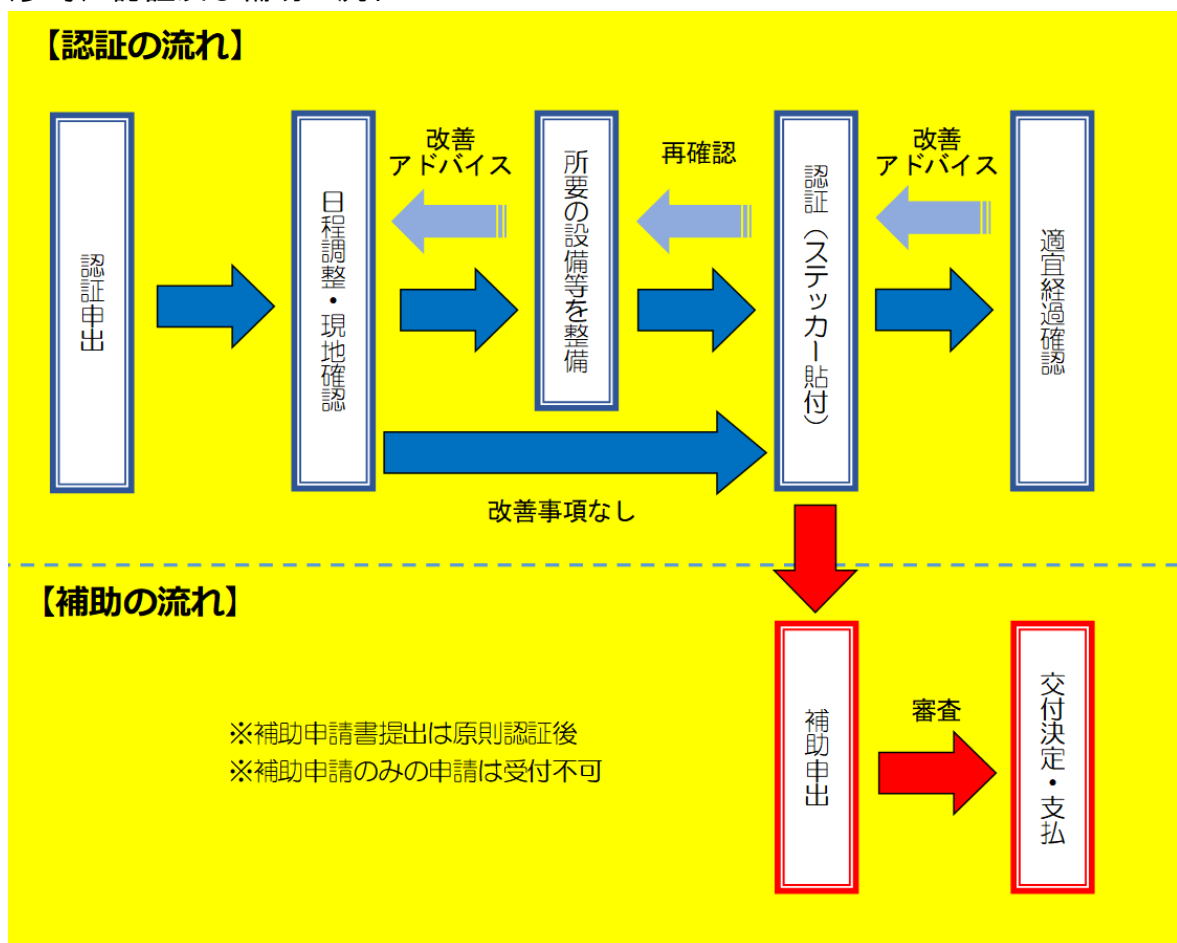 【認証の流れ】
認証申出
日程調整・現地確認
改善
アドバイス
所要の設備等を整備
再確認
認証（ステッカー貼付）
改善
アドバイス
適宜経過確認
改善事項なし
【補助の流れ】
※補助申請書提出は原則認証後
※補助申請のみの申請は受付不可
補助申出
審査
交付決定・支払